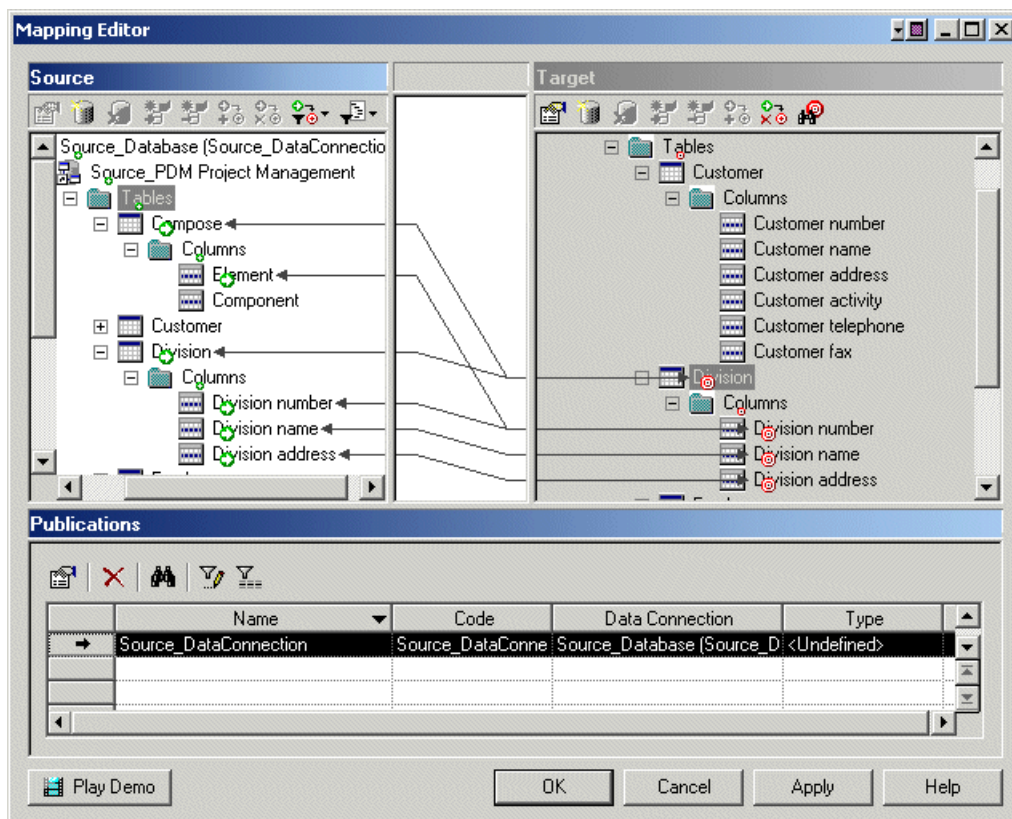 Mapping Editor
Source
Target
Source_Database (Source_DataConnectio
Source_PDM Project Management
Tables
Compose
Columns
Element
Component
Customer
Division
Columns
Division number
Division name
Division address
Tables
Customer
Columns
Customer number
Customer name
Customer address
Customer activity
Customer telephone
Customer fax
Division
Columns
Division number
Division name
Division address
Publications
Name Code Data Connection Type
Source_DataConnection Source_DataConne Source_Database (Source_D <Undefined>
Play Demo OK Cancel Apply Help